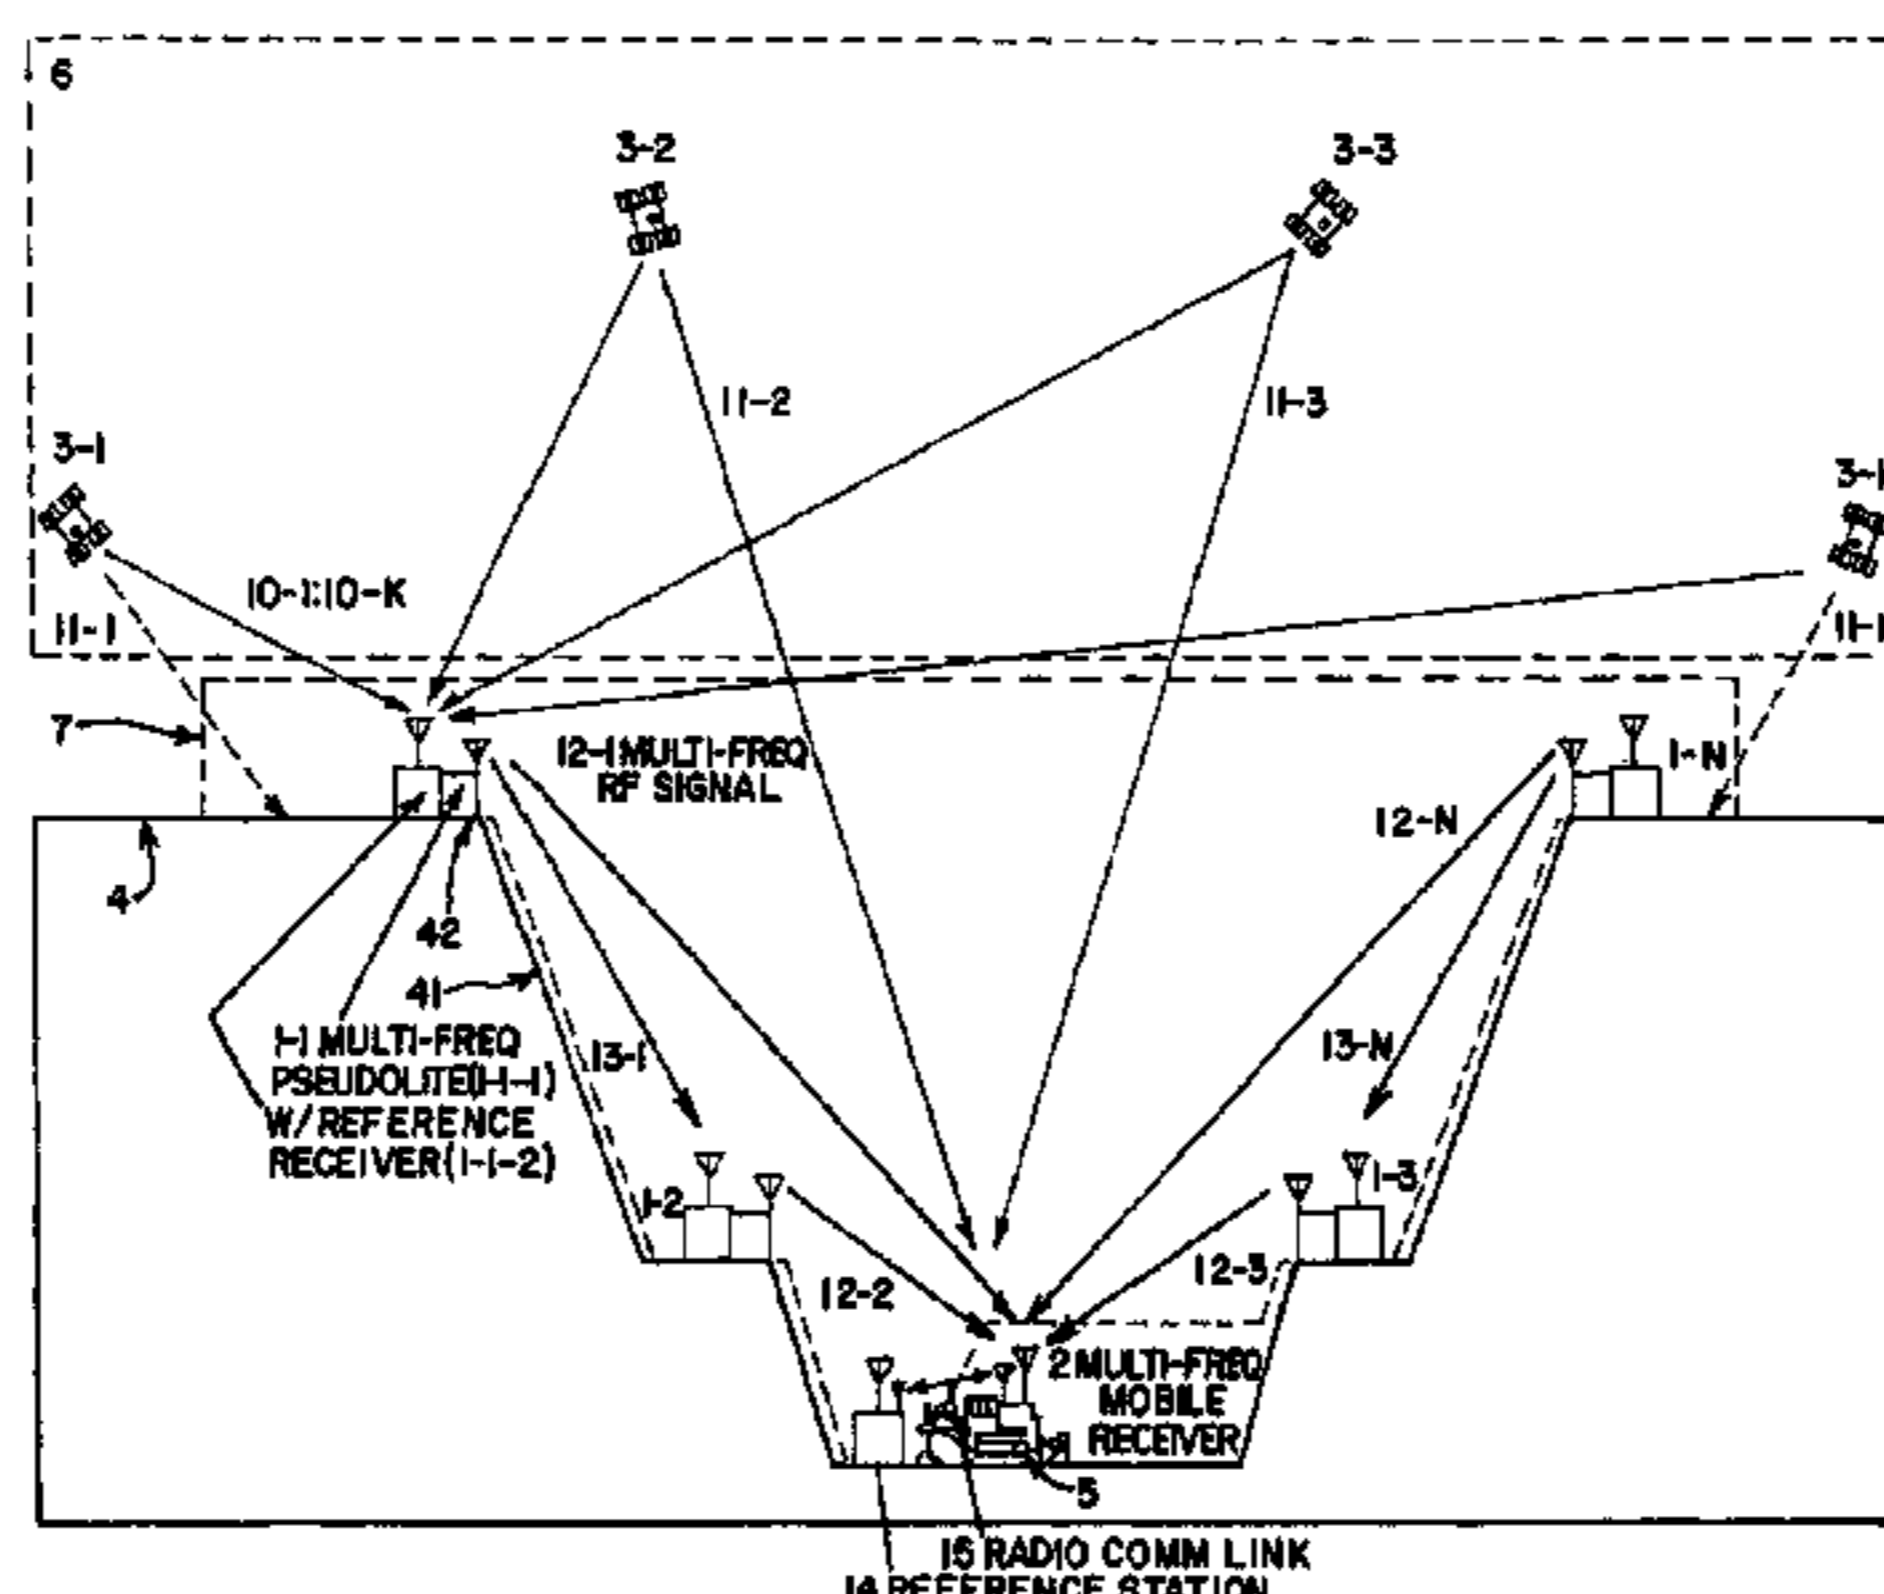 6
3-2
3-3
3-1
11-2
11-3
10-1:10-K
11-1
7
12-1 MULTI-FREQ
RF SIGNAL
1-N
12-N
4
42
41
1-1 MULTI-FREQ
PSEUDOLITE(1-1-1)
W/REFERENCE
RECEIVER(1-1-2)
13-1
13-N
1-2
1-3
12-2
12-3
2 MULTI-FREQ
MOBILE
RECEIVER
5
15 RADIO COMM LINK
14 REFERENCE STATION